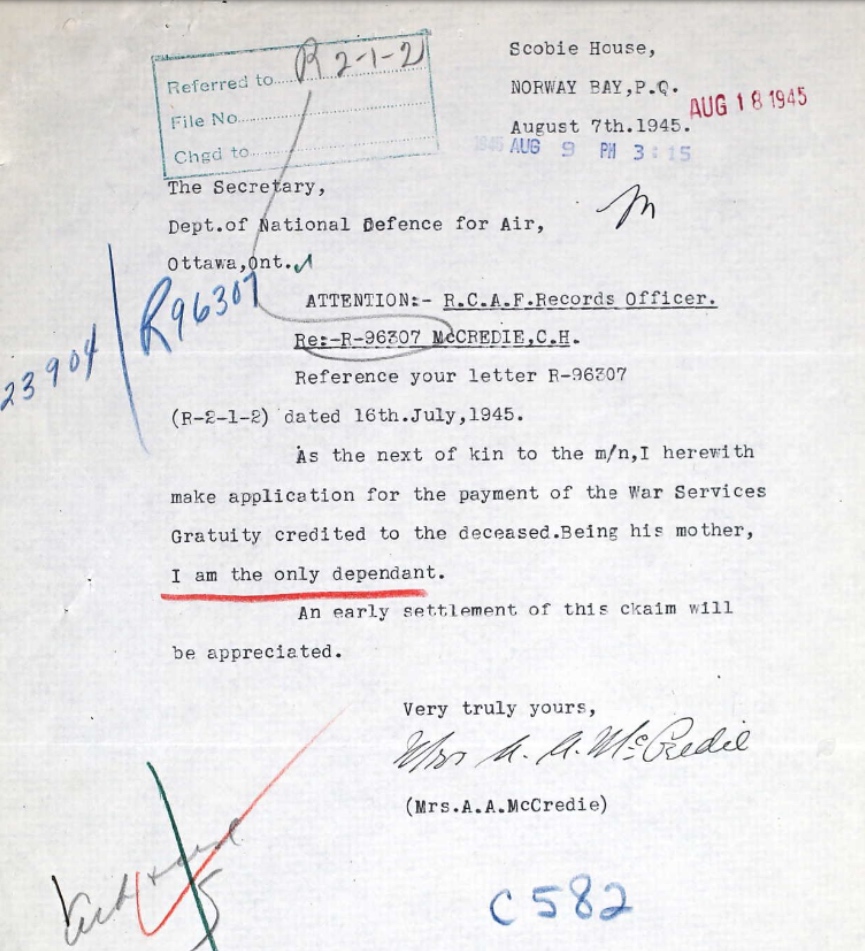 Scobie House,
NORWAY BAY,P.Q.
AUG 18 1945
August 7th.1945.
1945 AUG 9 PM 3:15
Referred to R 2-1-2
File No
Chgd to
The Secretary,
Dept.of National Defence for Air,
Ottawa,Ont.
23904
R96307
ATTENTION:- R.C.A.F.Records Officer.
Re:-R-96307 McCREDIE,C.H.
Reference your letter R-96307
(R-2-1-2) dated 16th.July,1945.
As the next of kin to the m/n,I herewith
make application for the payment of the War Services
Gratuity credited to the deceased.Being his mother,
I am the only dependant.
An early settlement of this ckaim will
be appreciated.
Very truly yours,
Mrs A. A. McCredie
(Mrs.A.A.McCredie)
C582